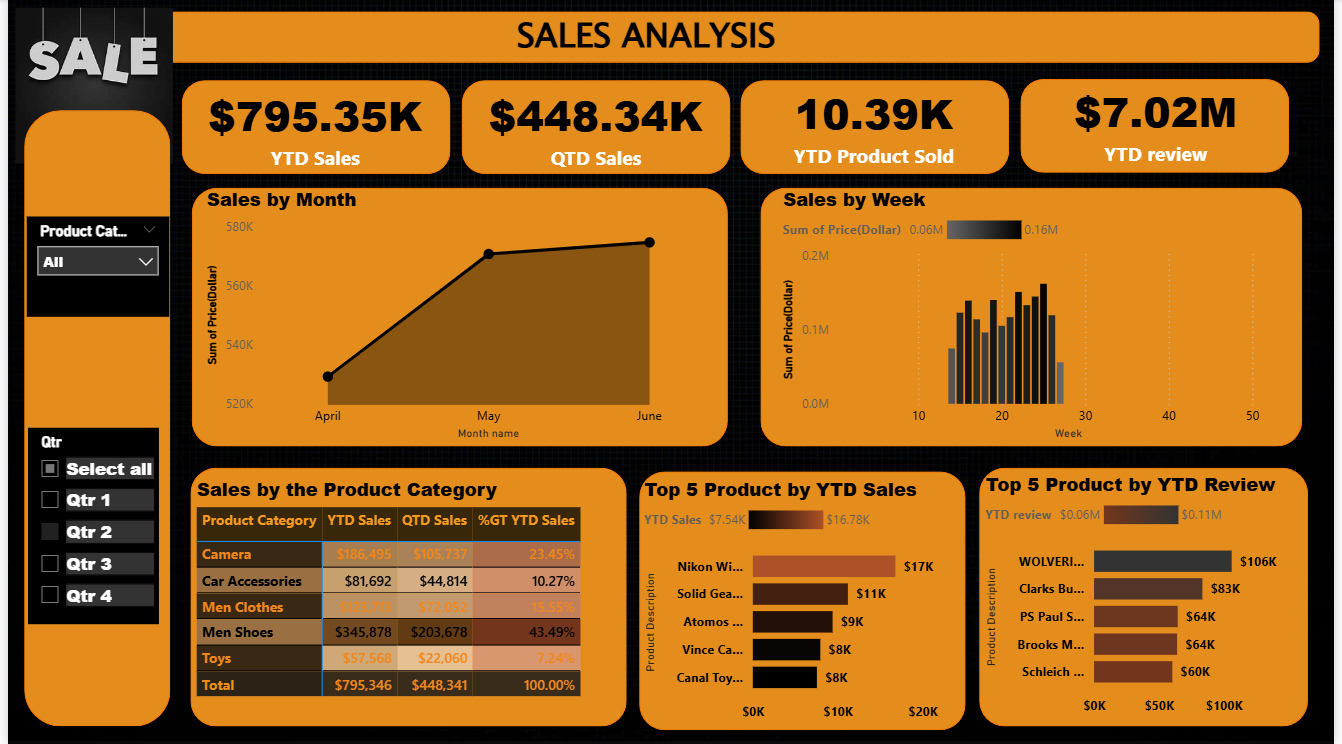 SALE
SALES ANALYSIS
$795.35K
YTD Sales
$448.34K
QTD Sales
10.39K
YTD Product Sold
$7.02M
YTD review
Product Cat...
All
Qtr
Select all
Qtr 1
Qtr 2
Qtr 3
Qtr 4
Sales by Month
Sum of Price(Dollar)
580K
560K
540K
520K
April May June
Month name
Sales by Week
Sum of Price(Dollar) 0.06M 0.16M
Sum of Price(Dollar)
0.2M
0.1M
0.0M
10 20 30 40 50
Week
Sales by the Product Category
Product Category YTD Sales QTD Sales %GT YTD Sales
Camera $186,495 $105,737 23.45%
Car Accessories $81,692 $44,814 10.27%
Men Clothes $72,052 15.55%
Men Shoes $345,878 $203,678 43.49%
Toys $57,568 $22,060 7.24%
Total $795,346 $448,341 100.00%
Top 5 Product by YTD Sales
YTD Sales $7.54K $16.78K
Product Description
Nikon Wi... $17K
Solid Gea... $11K
Atomos ... $9K
Vince Ca... $8K
Canal Toy... $8K
$0K $10K $20K
Top 5 Product by YTD Review
YTD review $0.06M $0.11M
Product Description
WOLVERI... $106K
Clarks Bu... $83K
PS Paul S... $64K
Brooks M... $64K
Schleich ... $60K
$0K $50K $100K